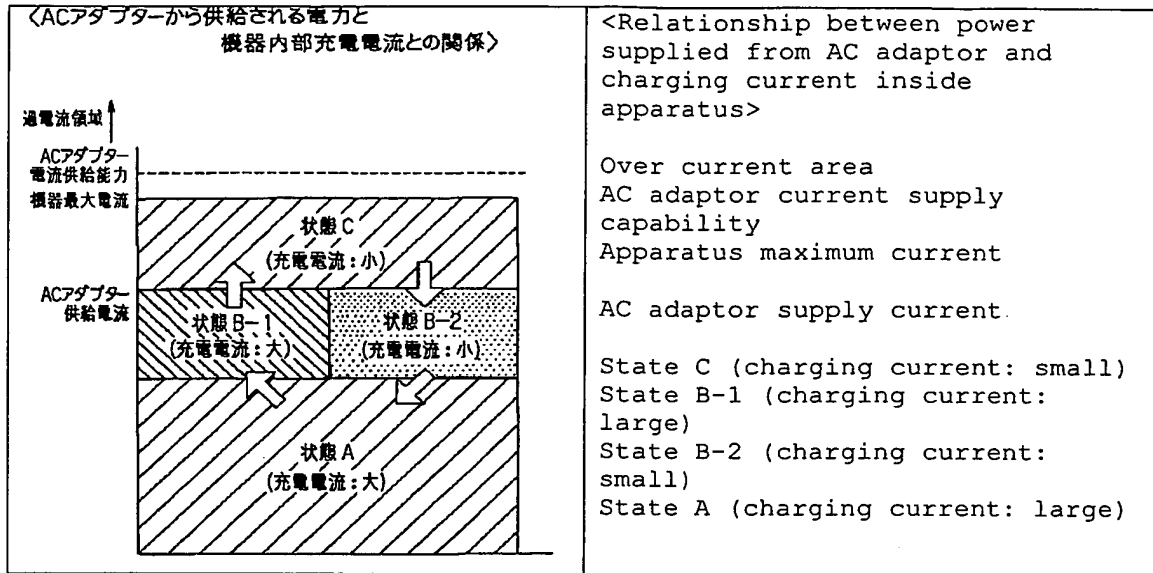 〈ACアダプターから供給される電力と
機器内部充電電流との関係〉
過電流領域
ACアダプター
電流供給能力
機器最大電流
状態C
(充電電流:小)
ACアダプター
供給電流
状態B-1
(充電電流:大)
状態B-2
(充電電流:小)
状態A
(充電電流:大)
<Relationship between power
supplied from AC adaptor and
charging current inside
apparatus>
Over current area
AC adaptor current supply
capability
Apparatus maximum current
AC adaptor supply current
State C (charging current: small)
State B-1 (charging current:
large)
State B-2 (charging current:
small)
State A (charging current: large)